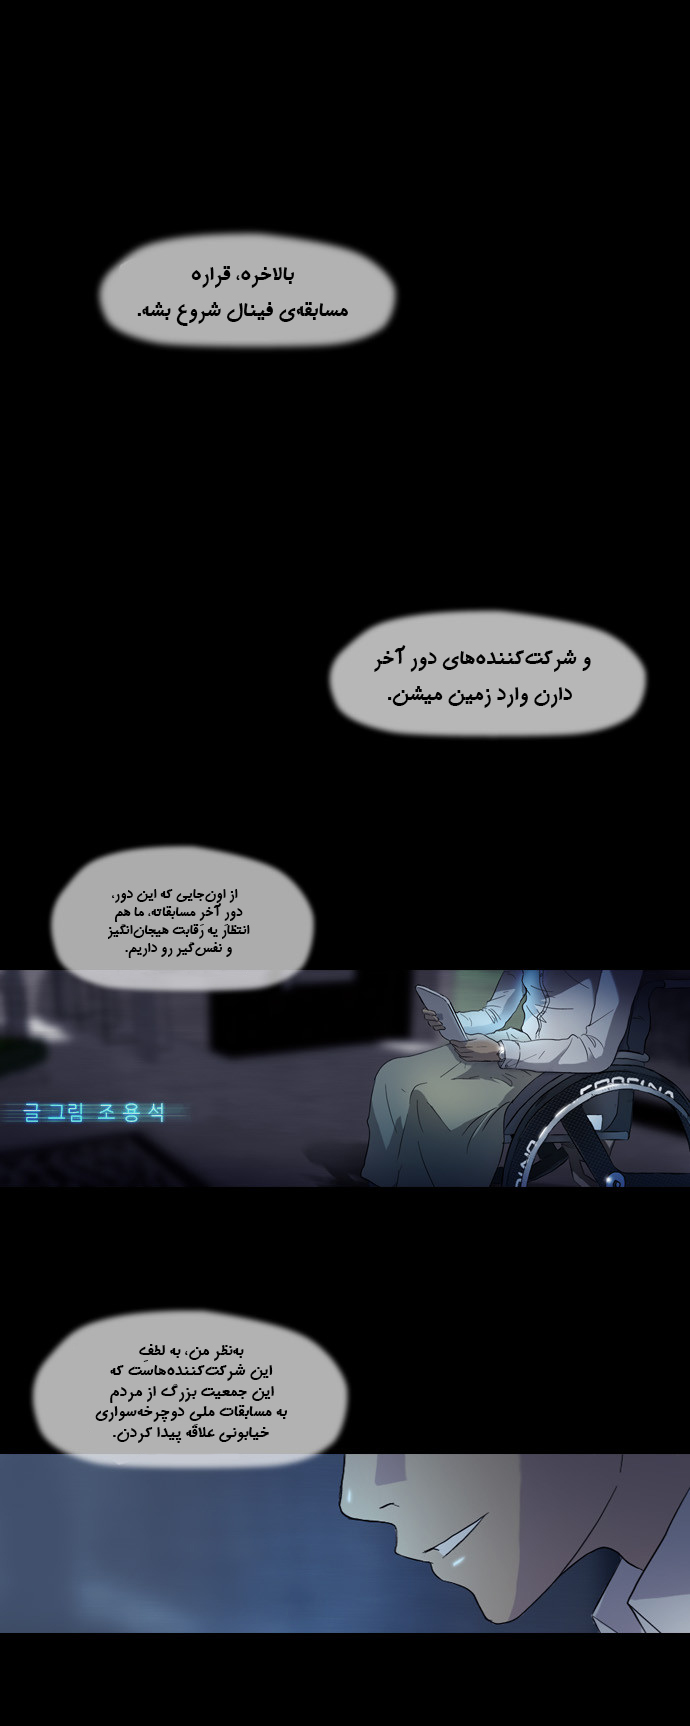 بالاخره، قراره
مسابقه‌ی فینال شروع بشه.
و شرکت‌کننده‌های دور آخر
دارن وارد زمین میشن.
از اون‌جایی که این دور،
دورِ آخرِ مسابقاته، ما هم
انتظارِ یه رَقابت هیجان‌انگیز
و نفس‌گیر رو داریم.
글 그림 조용석
به‌نظر من، به لطفِ
این شرکت‌کننده‌هاست که
این جمعیت بزرگ از مردم
به مسابقات ملی دوچرخه‌سواری
خیابونی علاقه پیدا کردن.